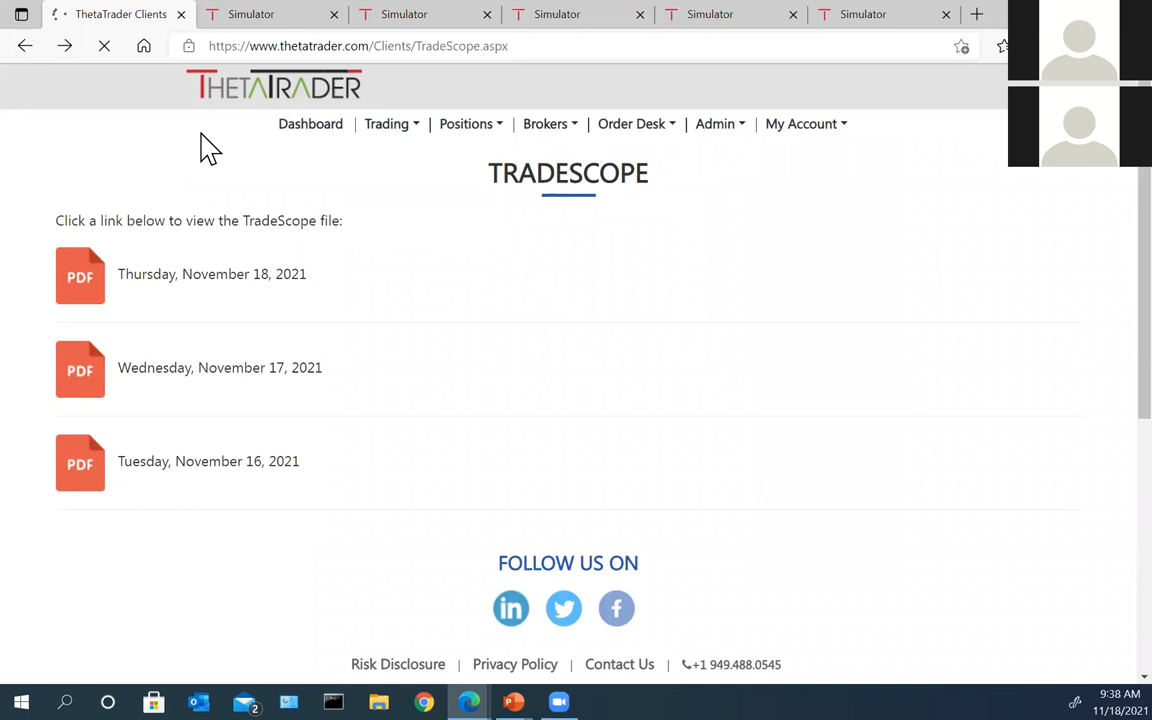 ThetaTrader Clients
Simulator
Simulator
Simulator
Simulator
Simulator
https://www.thetatrader.com/Clients/TradeScope.aspx
THETATRADER
Dashboard | Trading | Positions | Brokers | Order Desk | Admin | My Account
TRADESCOPE
Click a link below to view the TradeScope file:
PDF Thursday, November 18, 2021
PDF Wednesday, November 17, 2021
PDF Tuesday, November 16, 2021
FOLLOW US ON
in
f
Risk Disclosure | Privacy Policy | Contact Us | +1 949.488.0545
2
9:38 AM
11/18/2021